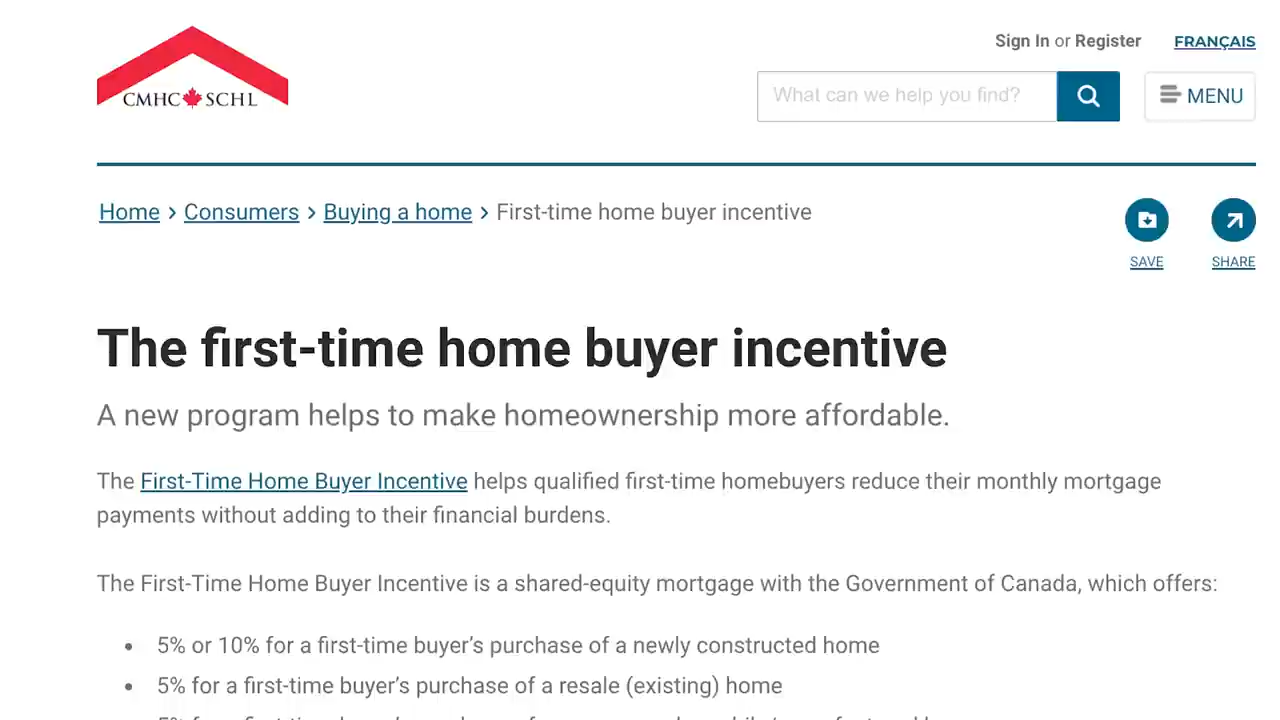 CMHC SCHL
Sign In or Register FRANÇAIS
What can we help you find?
MENU
Home > Consumers > Buying a home > First-time home buyer incentive
SAVE SHARE
The first-time home buyer incentive
A new program helps to make homeownership more affordable.
The First-Time Home Buyer Incentive helps qualified first-time homebuyers reduce their monthly mortgage
payments without adding to their financial burdens.
The First-Time Home Buyer Incentive is a shared-equity mortgage with the Government of Canada, which offers:
• 5% or 10% for a first-time buyer’s purchase of a newly constructed home
• 5% for a first-time buyer’s purchase of a resale (existing) home